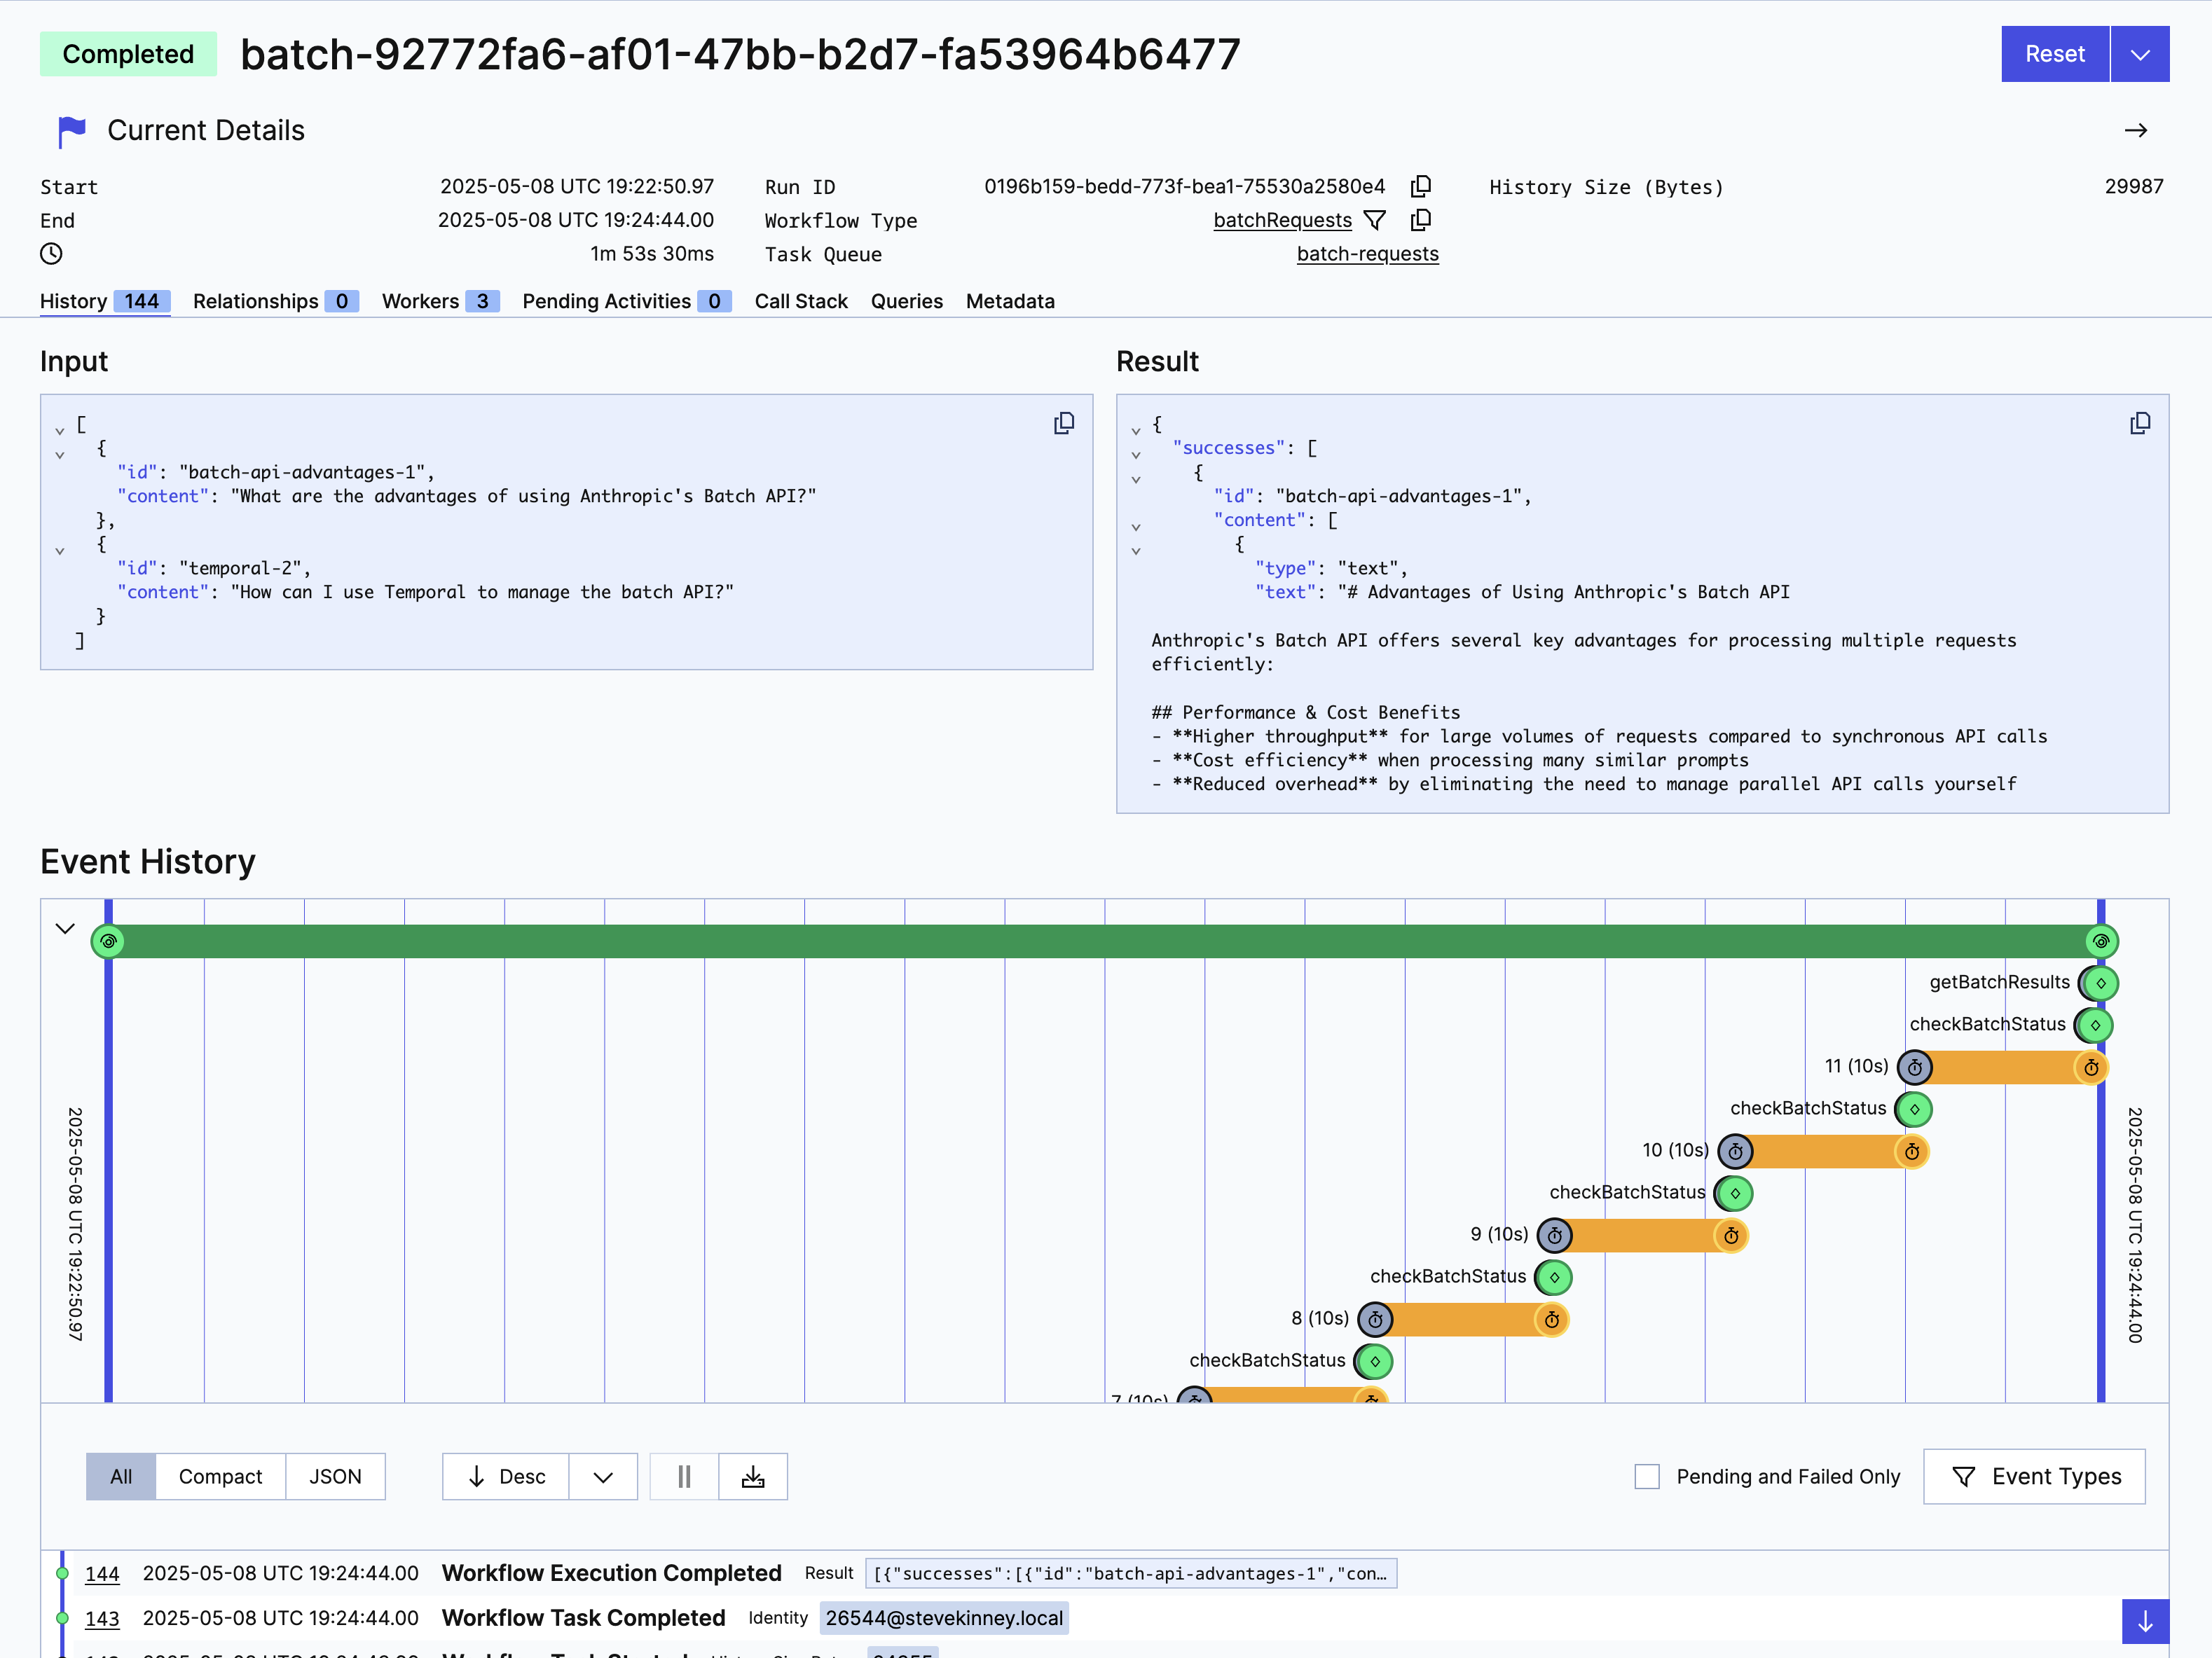 Completed batch-92772fa6-af01-47bb-b2d7-fa53964b6477 Reset
Current Details
Start 2025-05-08 UTC 19:22:50.97 Run ID 0196b159-bedd-773f-bea1-75530a2580e4 History Size (Bytes) 29987
End 2025-05-08 UTC 19:24:44.00 Workflow Type batchRequests
1m 53s 30ms Task Queue batch-requests
History 144 Relationships 0 Workers 3 Pending Activities 0 Call Stack Queries Metadata
Input
[
{
"id": "batch-api-advantages-1",
"content": "What are the advantages of using Anthropic's Batch API?"
},
{
"id": "temporal-2",
"content": "How can I use Temporal to manage the batch API?"
}
]
Result
{
"successes": [
{
"id": "batch-api-advantages-1",
"content": [
{
"type": "text",
"text": "# Advantages of Using Anthropic's Batch API
Anthropic's Batch API offers several key advantages for processing multiple requests
efficiently:
## Performance & Cost Benefits
- **Higher throughput** for large volumes of requests compared to synchronous API calls
- **Cost efficiency** when processing many similar prompts
- **Reduced overhead** by eliminating the need to manage parallel API calls yourself
Event History
2025-05-08 UTC 19:22:50.97
getBatchResults
checkBatchStatus
11 (10s)
checkBatchStatus
10 (10s)
checkBatchStatus
9 (10s)
checkBatchStatus
8 (10s)
checkBatchStatus
7 (10s)
2025-05-08 UTC 19:24:44.00
All Compact JSON Desc Pending and Failed Only Event Types
144 2025-05-08 UTC 19:24:44.00 Workflow Execution Completed Result [{"successes":[{"id":"batch-api-advantages-1","con…
143 2025-05-08 UTC 19:24:44.00 Workflow Task Completed Identity 26544@stevekinney.local